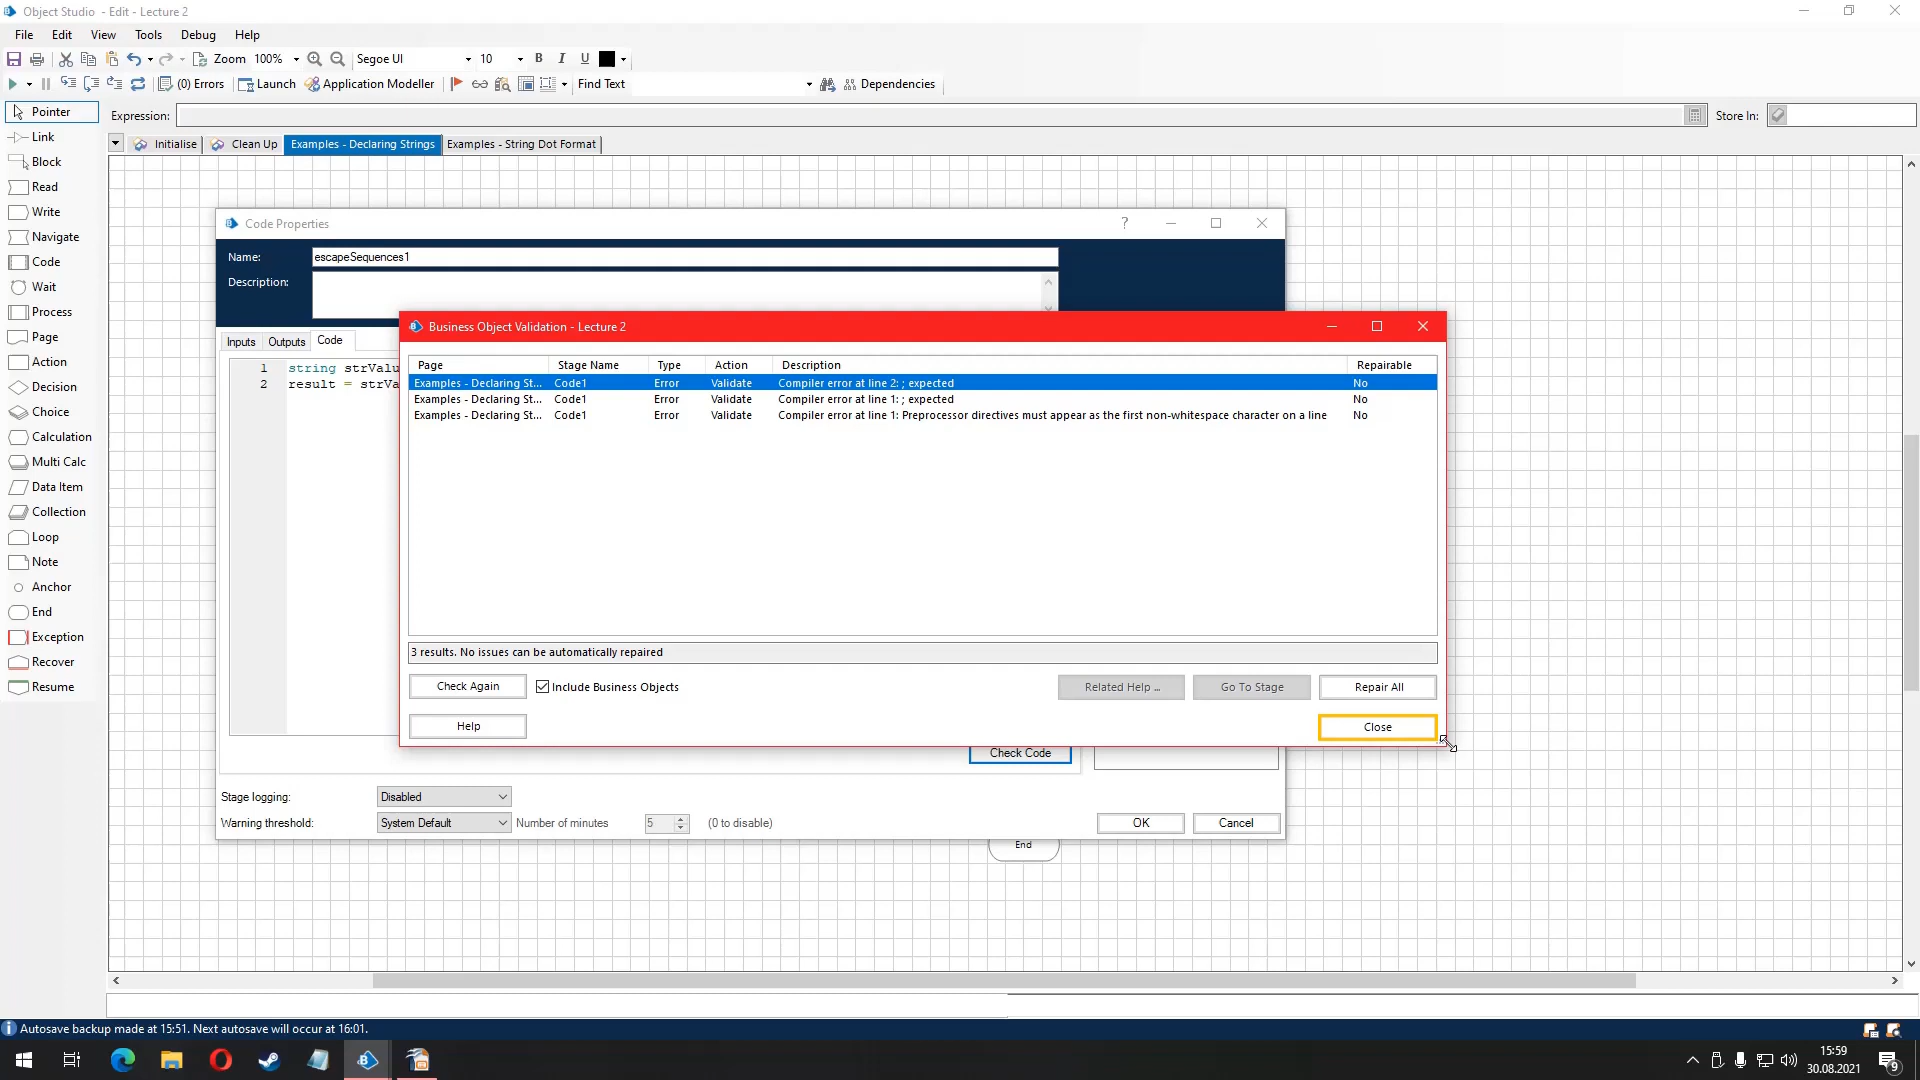 Object Studio - Edit - Lecture 2
File Edit View Tools Debug Help
Zoom 100% Segoe UI 10 B I U
(0) Errors Launch Application Modeller Find Text Dependencies
Pointer
Expression:
Store In:
Link
Initialise Clean Up Examples - Declaring Strings Examples - String Dot Format
Block
Read
Write
Navigate
Code
Wait
Process
Page
Action
Decision
Choice
Calculation
Multi Calc
Data Item
Collection
Loop
Note
Anchor
End
Exception
Recover
Resume
Code Properties
?
Name: escapeSequences1
Description:
Inputs Outputs Code
1 string strValu
2 result = strVa
Business Object Validation - Lecture 2
Page Stage Name Type Action Description Repairable
Examples - Declaring St... Code1 Error Validate Compiler error at line 2: ; expected No
Examples - Declaring St... Code1 Error Validate Compiler error at line 1: ; expected No
Examples - Declaring St... Code1 Error Validate Compiler error at line 1: Preprocessor directives must appear as the first non-whitespace character on a line No
3 results. No issues can be automatically repaired
Check Again Include Business Objects Related Help ... Go To Stage Repair All
Help Close
Check Code
Stage logging: Disabled
Warning threshold: System Default Number of minutes 5 (0 to disable)
OK Cancel
End
Autosave backup made at 15:51. Next autosave will occur at 16:01.
15:59
30.08.2021
9